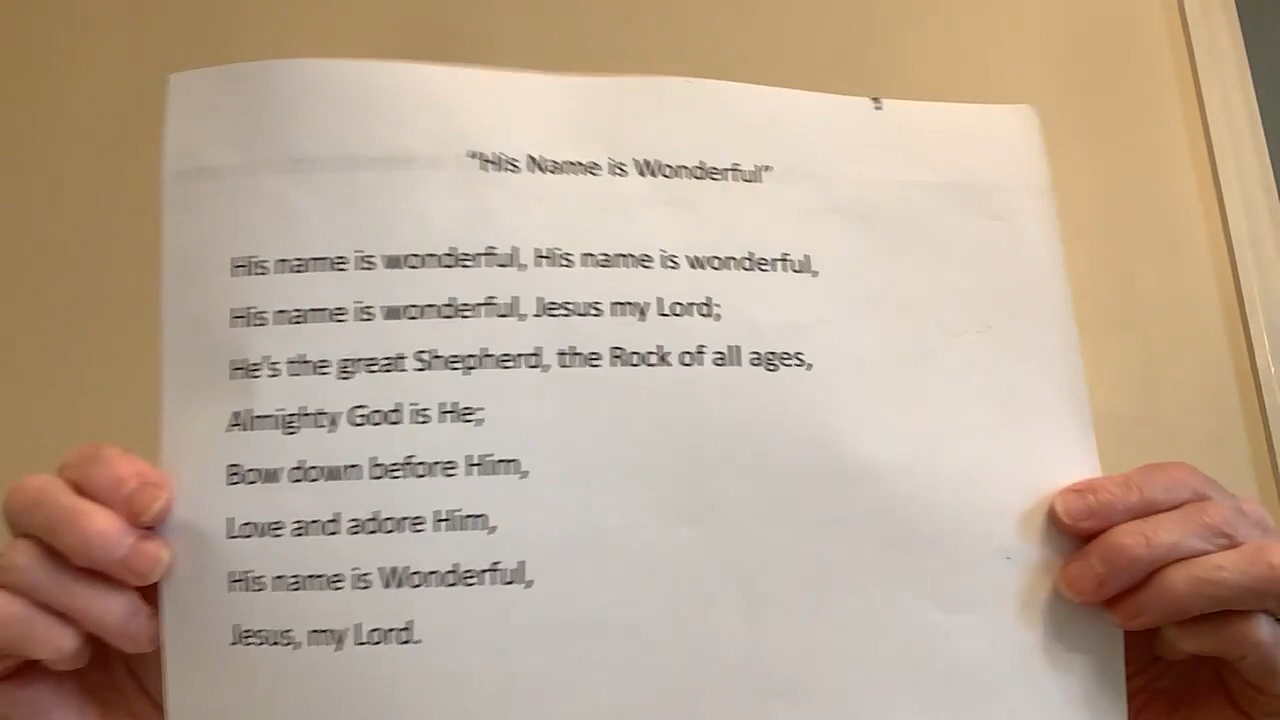 "His Name is Wonderful"
His name is wonderful, His name is wonderful,
His name is wonderful, Jesus my Lord;
He's the great Shepherd, the Rock of all ages,
Almighty God is He;
Bow down before Him,
Love and adore Him,
His name is Wonderful,
Jesus, my Lord.